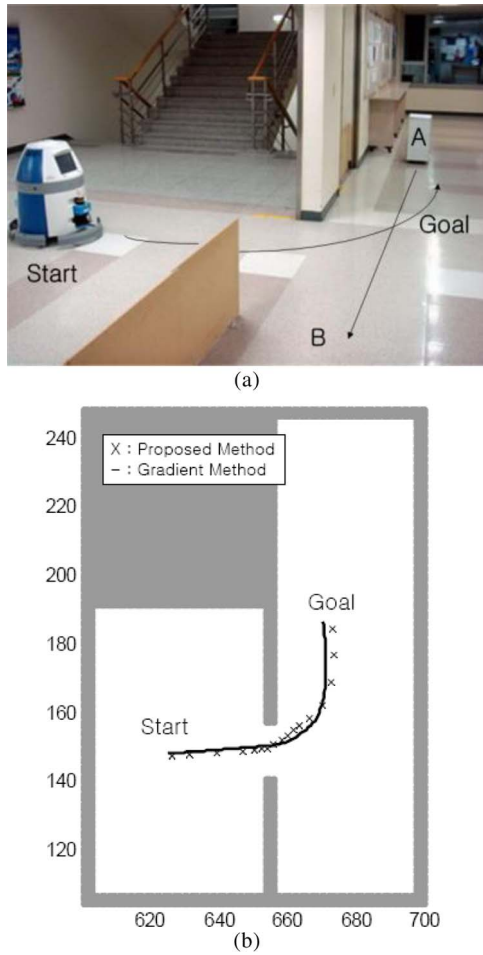 A
Goal
Start
B
(a)
240
X : Proposed Method
− : Gradient Method
220
200
Goal
180
160
Start
140
120
620 640 660 680 700
(b)